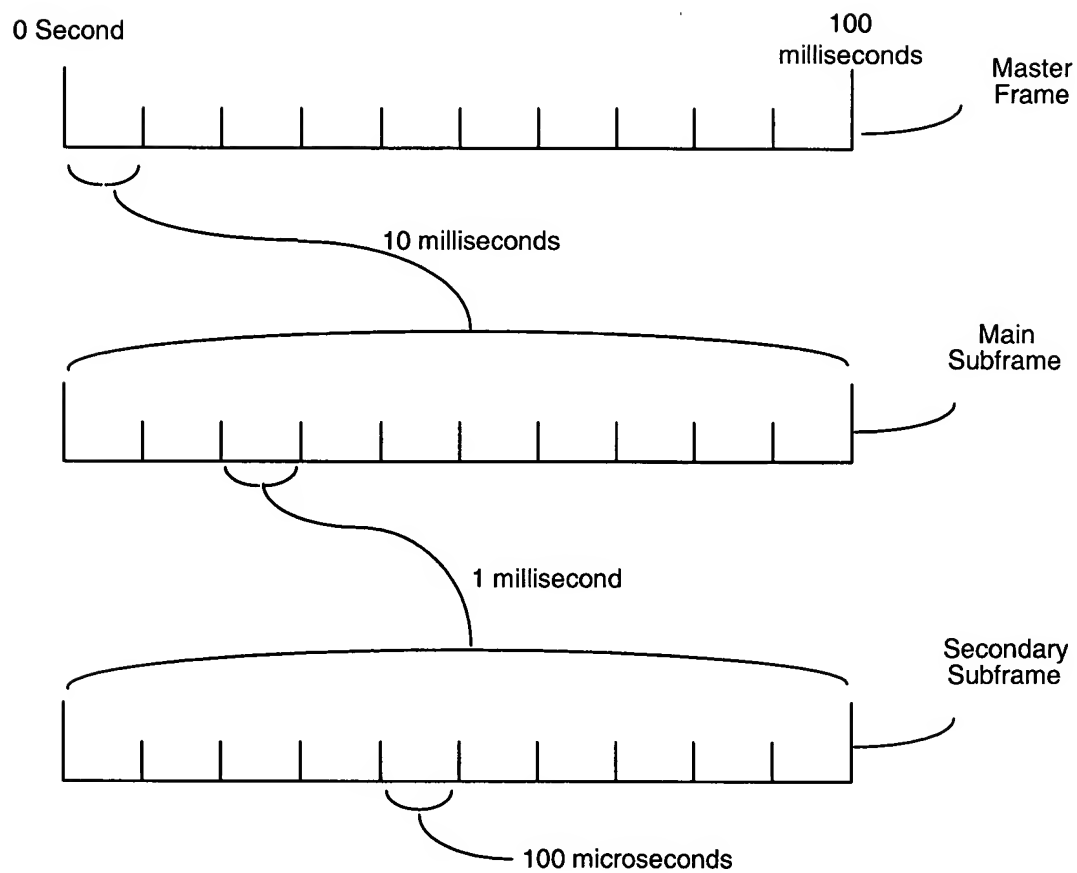 0 Second
100
milliseconds
Master
Frame
10 milliseconds
Main
Subframe
1 millisecond
Secondary
Subframe
100 microseconds